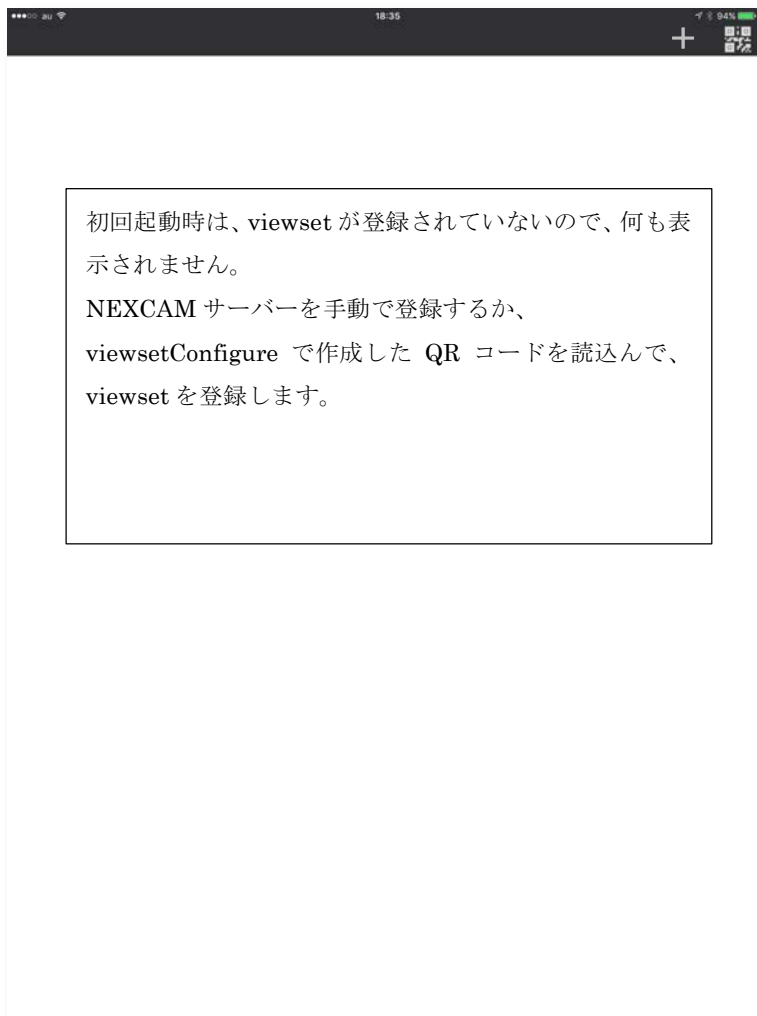 au 18:35 94%
初回起動時は、viewset が登録されていないので、何も表
示されません。
NEXCAM サーバーを手動で登録するか、
viewsetConfigure で作成した QR コードを読込んで、
viewset を登録します。